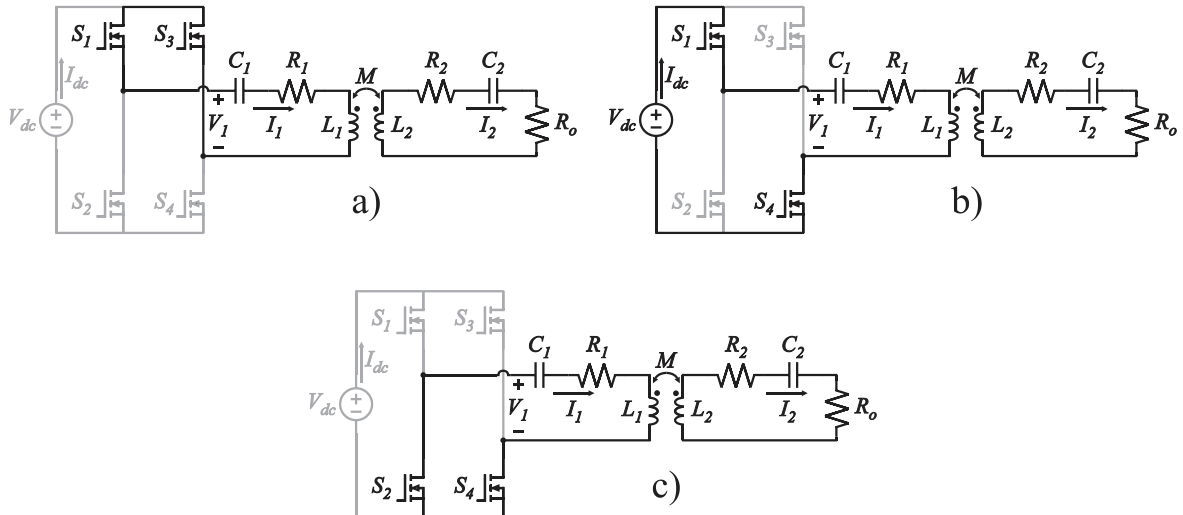 S1 S3
Idc
Vdc
C1 R1 M R2 C2
+ V1 − I1 L1 L2 I2 Ro
S2 S4
a)
S1 S3
Idc
Vdc
C1 R1 M R2 C2
+ V1 − I1 L1 L2 I2 Ro
S2 S4
b)
S1 S3
Idc
Vdc
C1 R1 M R2 C2
+ V1 − I1 L1 L2 I2 Ro
S2 S4
c)